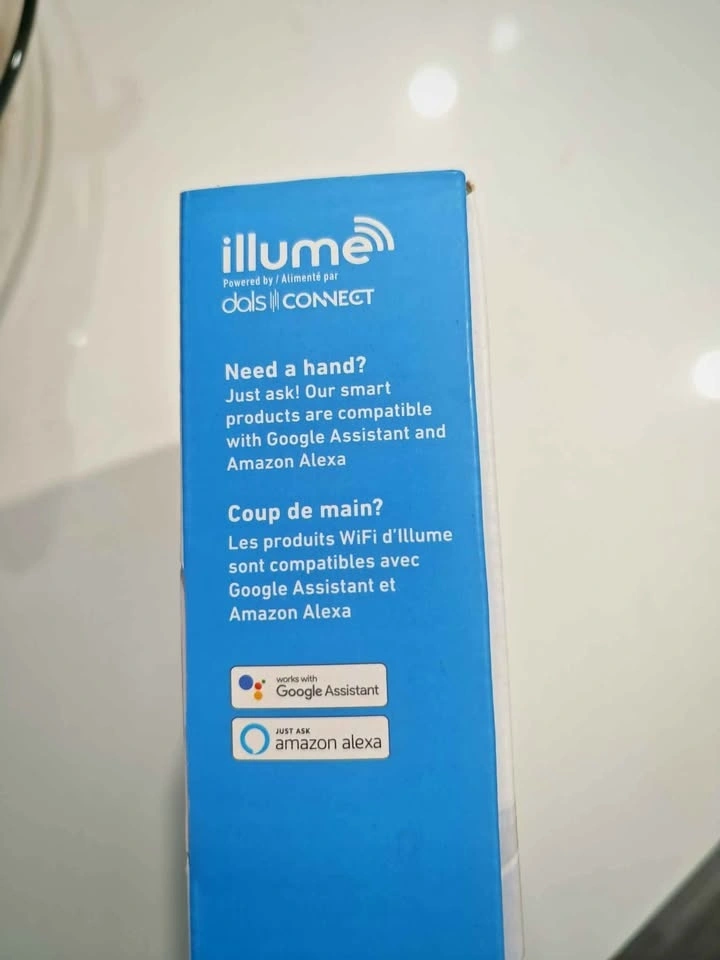 illume
Powered by / Alimenté par
dals CONNECT
Need a hand?
Just ask! Our smart
products are compatible
with Google Assistant and
Amazon Alexa
Coup de main?
Les produits WiFi d'Illume
sont compatibles avec
Google Assistant et
Amazon Alexa
works with
Google Assistant
JUST ASK
amazon alexa